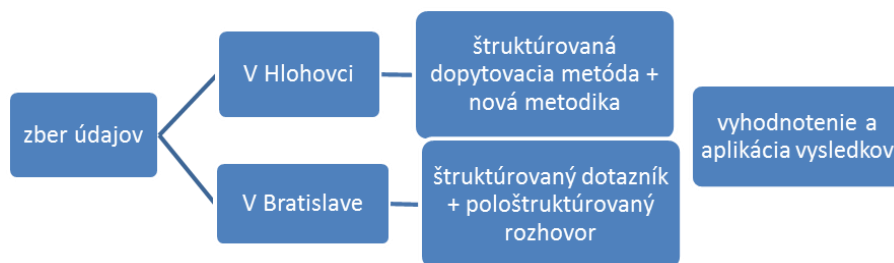 zber údajov
V Hlohovci
štruktúrovaná
dopytovacia metóda +
nová metodika
V Bratislave
štruktúrovaný dotazník
+ pološtruktúrovaný
rozhovor
vyhodnotenie a
aplikácia vysledkov